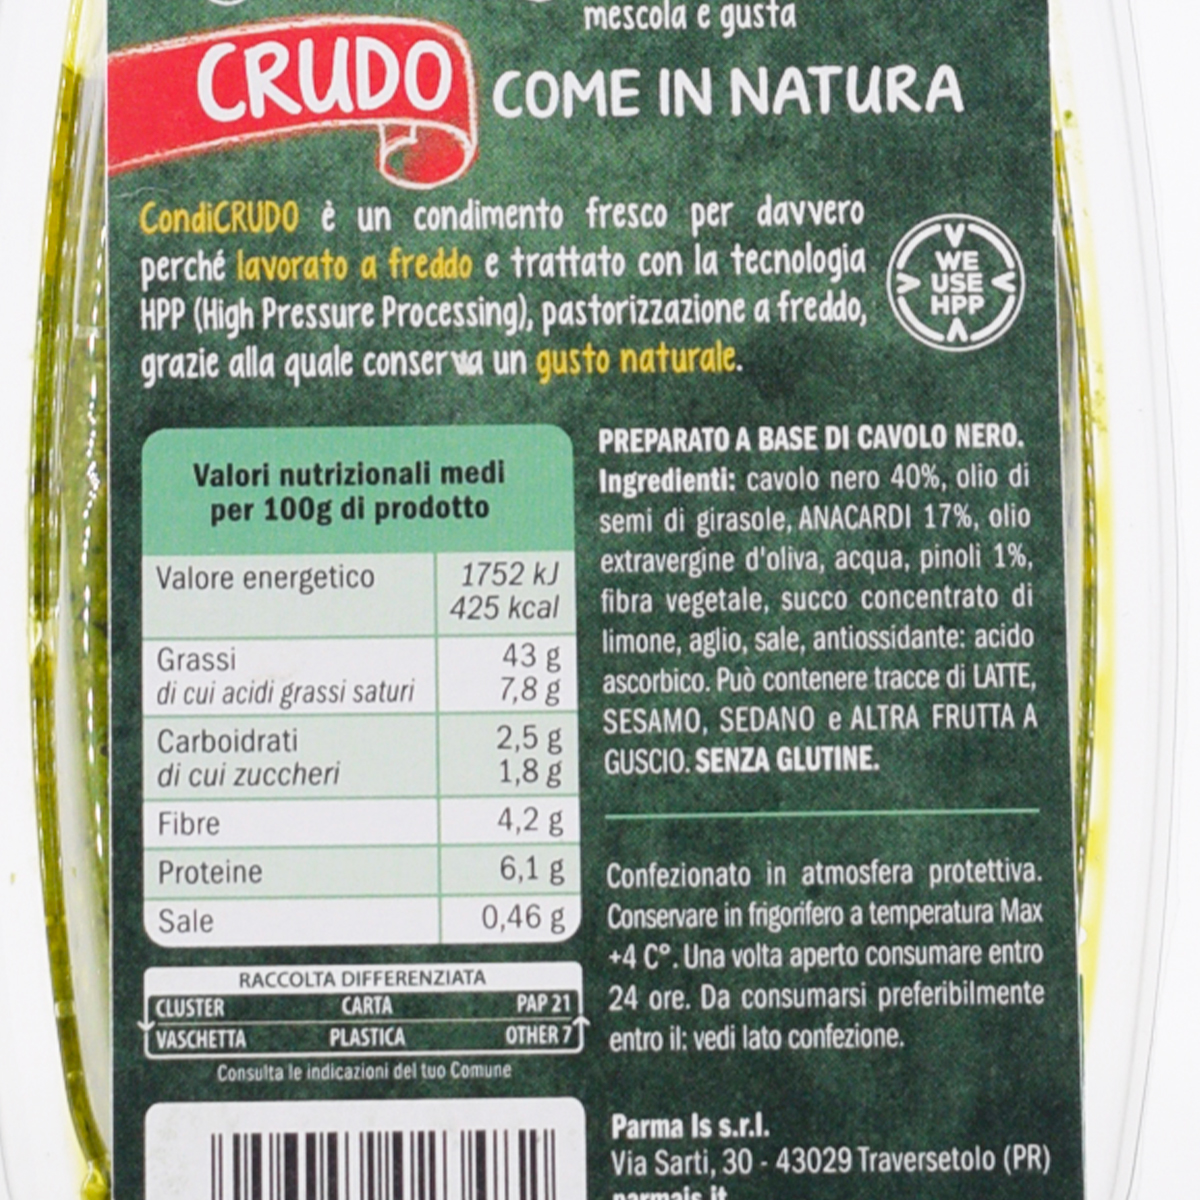 mescola e gusta
CRUDO COME IN NATURA
CondiCRUDO è un condimento fresco per davvero
perché lavorato a freddo e trattato con la tecnologia
HPP (High Pressure Processing), pastorizzazione a freddo,
grazie alla quale conserva un gusto naturale.
WE
USE
HPP
Valori nutrizionali medi
per 100g di prodotto
Valore energetico 1752 kJ
425 kcal
Grassi 43 g
di cui acidi grassi saturi 7,8 g
Carboidrati 2,5 g
di cui zuccheri 1,8 g
Fibre 4,2 g
Proteine 6,1 g
Sale 0,46 g
RACCOLTA DIFFERENZIATA
CLUSTER CARTA PAP 21
VASCHETTA PLASTICA OTHER 7
Consulta le indicazioni del tuo Comune
PREPARATO A BASE DI CAVOLO NERO.
Ingredienti: cavolo nero 40%, olio di
semi di girasole, ANACARDI 17%, olio
extravergine d'oliva, acqua, pinoli 1%,
fibra vegetale, succo concentrato di
limone, aglio, sale, antiossidante: acido
ascorbico. Può contenere tracce di LATTE,
SESAMO, SEDANO e ALTRA FRUTTA A
GUSCIO. SENZA GLUTINE.
Confezionato in atmosfera protettiva.
Conservare in frigorifero a temperatura Max
+4 C°. Una volta aperto consumare entro
24 ore. Da consumarsi preferibilmente
entro il: vedi lato confezione.
Parma Is s.r.l.
Via Sarti, 30 - 43029 Traversetolo (PR)
parmais.it